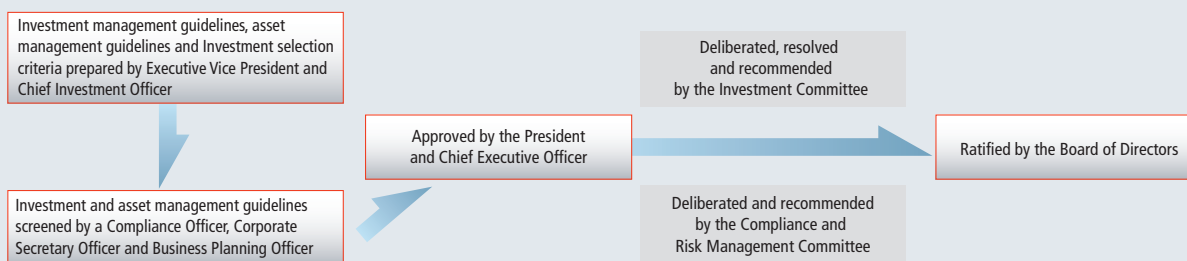 Investment management guidelines, asset
management guidelines and Investment selection
criteria prepared by Executive Vice President and
Chief Investment Officer
Investment and asset management guidelines
screened by a Compliance Officer, Corporate
Secretary Officer and Business Planning Officer
Approved by the President
and Chief Executive Officer
Deliberated, resolved
and recommended
by the Investment Committee
Deliberated and recommended
by the Compliance and
Risk Management Committee
Ratified by the Board of Directors